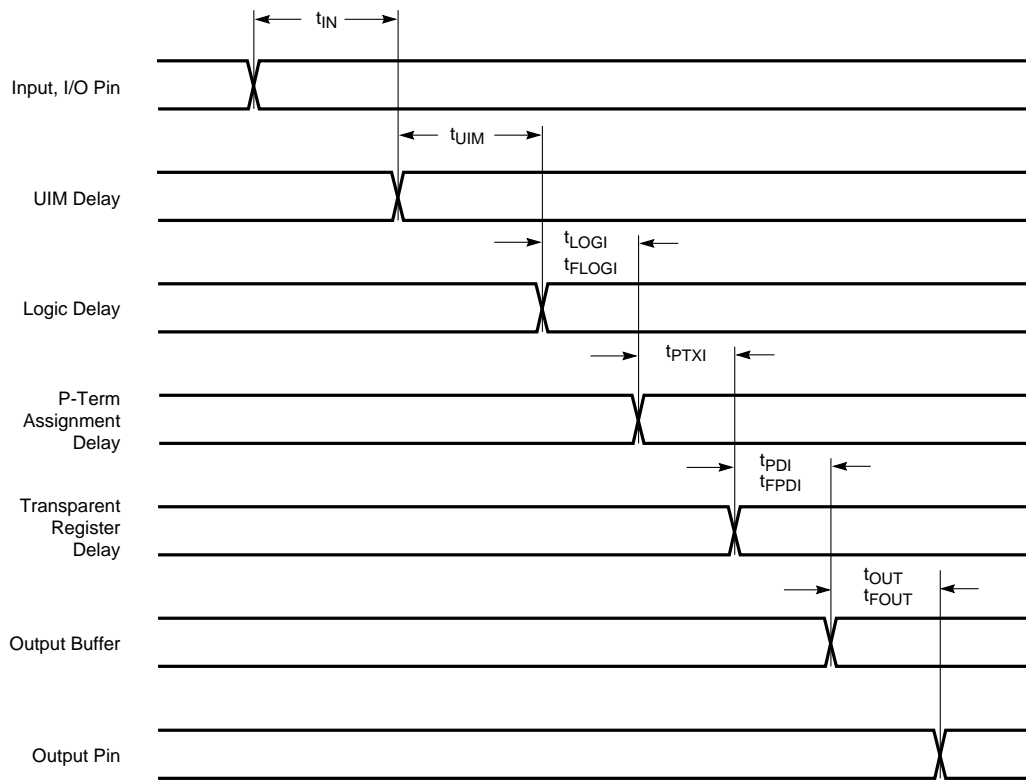 tIN
Input, I/O Pin
tUIM
UIM Delay
tLOGI
tFLOGI
Logic Delay
tPTXI
P-Term
Assignment
Delay
tPDI
tFPDI
Transparent
Register
Delay
tOUT
tFOUT
Output Buffer
Output Pin